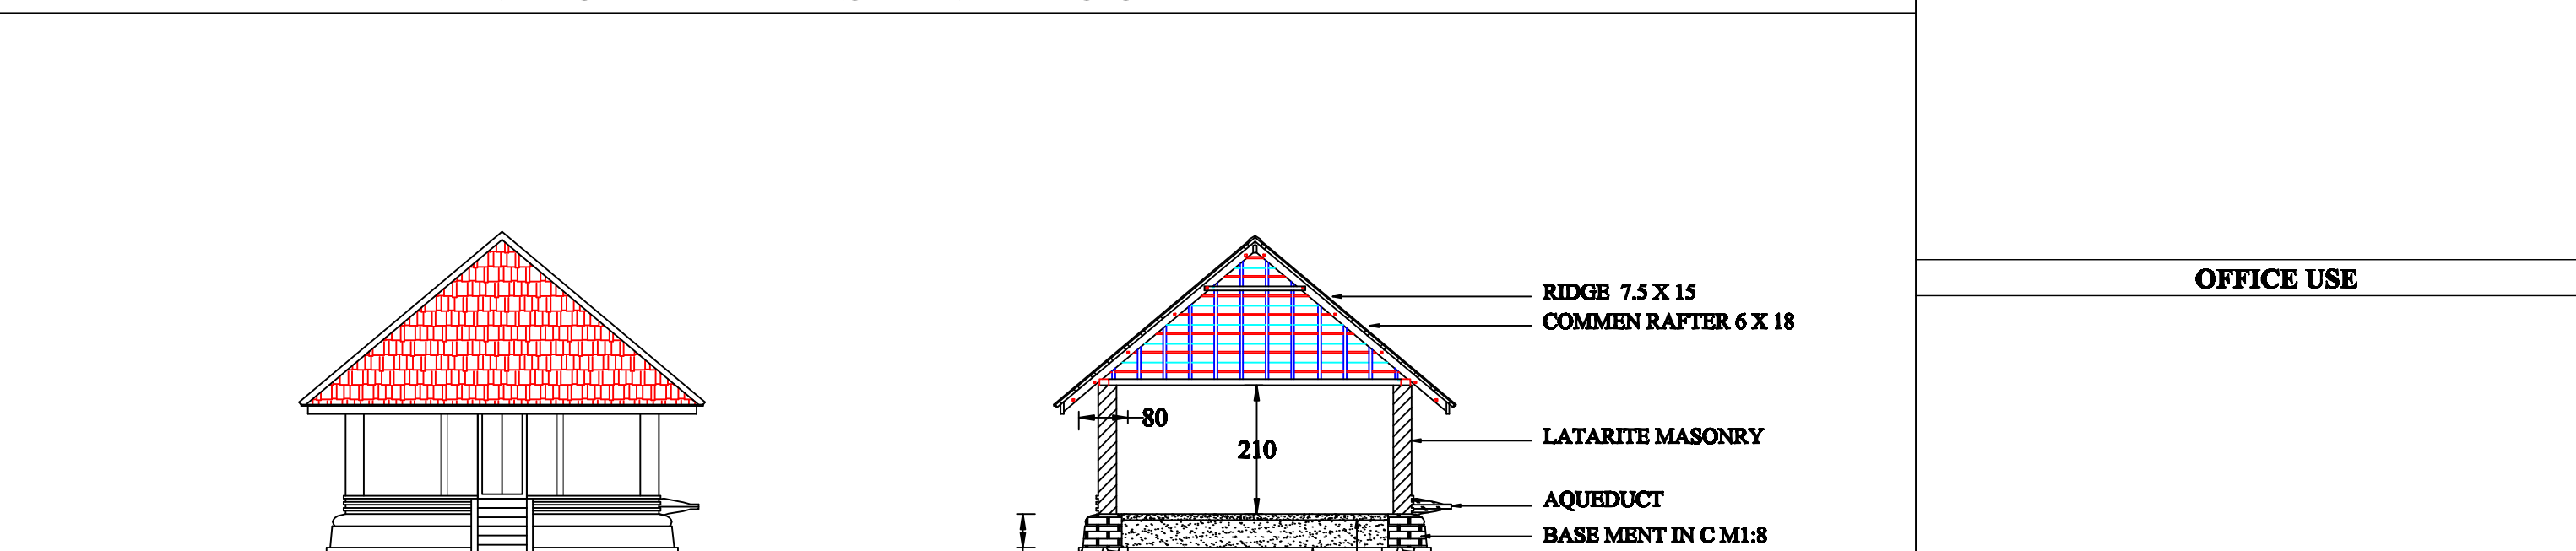 OFFICE USE
RIDGE 7.5 X 15
COMMEN RAFTER 6 X 18
80
LATARITE MASONRY
210
AQUEDUCT
BASE MENT IN C M1:8